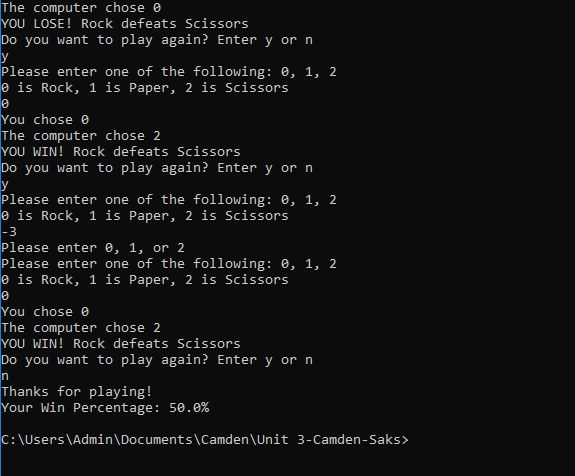 The computer chose 0
YOU LOSE! Rock defeats Scissors
Do you want to play again? Enter y or n
y
Please enter one of the following: 0, 1, 2
0 is Rock, 1 is Paper, 2 is Scissors
0
You chose 0
The computer chose 2
YOU WIN! Rock defeats Scissors
Do you want to play again? Enter y or n
y
Please enter one of the following: 0, 1, 2
0 is Rock, 1 is Paper, 2 is Scissors
-3
Please enter 0, 1, or 2
Please enter one of the following: 0, 1, 2
0 is Rock, 1 is Paper, 2 is Scissors
0
You chose 0
The computer chose 2
YOU WIN! Rock defeats Scissors
Do you want to play again? Enter y or n
n
Thanks for playing!
Your Win Percentage: 50.0%
C:\Users\Admin\Documents\Camden\Unit 3-Camden-Saks>